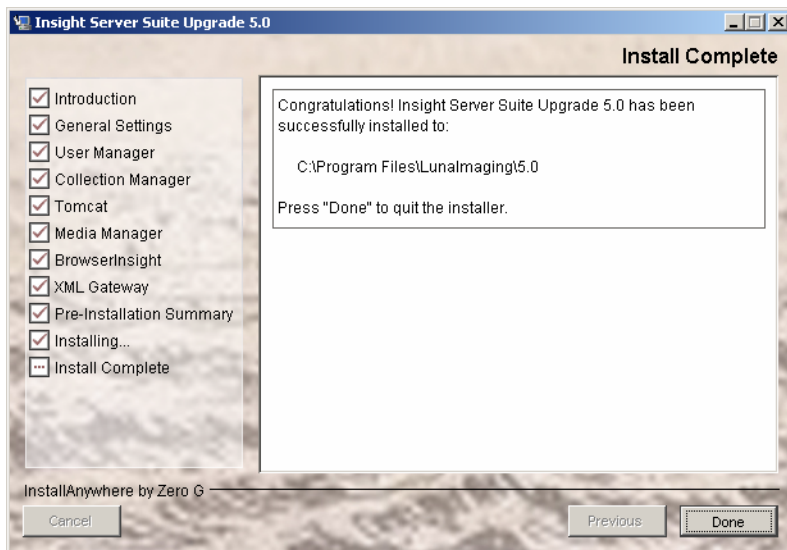 Insight Server Suite Upgrade 5.0
Install Complete
Introduction
General Settings
User Manager
Collection Manager
Tomcat
Media Manager
BrowserInsight
XML Gateway
Pre-Installation Summary
Installing...
Install Complete
Congratulations! Insight Server Suite Upgrade 5.0 has been
successfully installed to:
C:\Program Files\LunaImaging\5.0
Press "Done" to quit the installer.
InstallAnywhere by Zero G
Cancel
Previous
Done